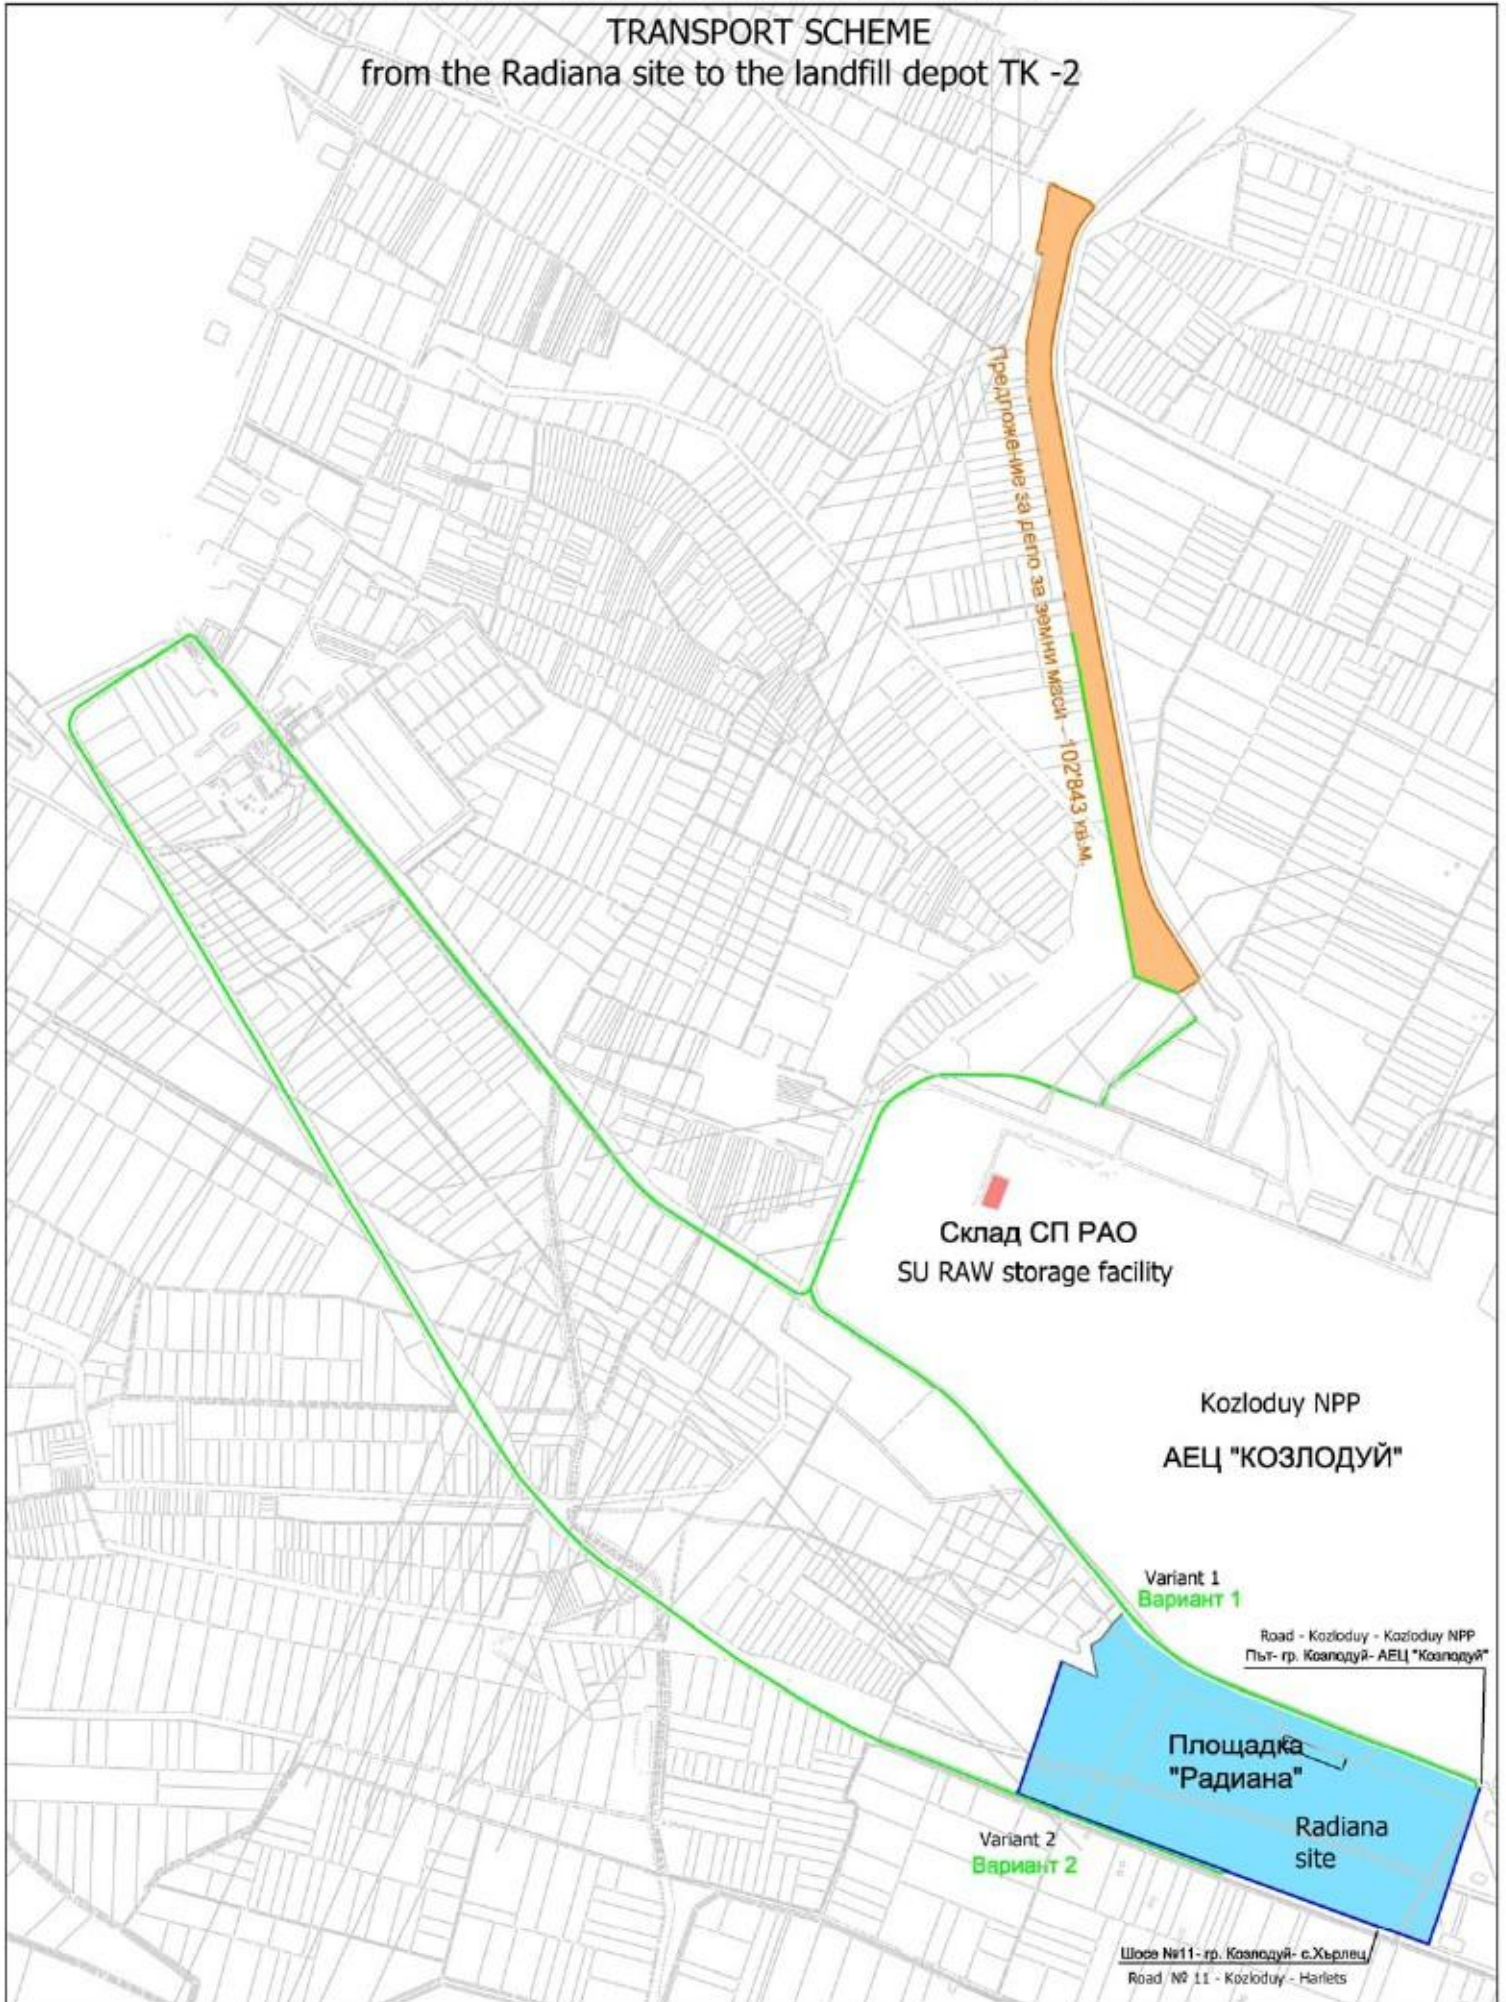 TRANSPORT SCHEME
from the Radiana site to the landfill depot TK -2
Предложение за депо за земни маси - 102'843 кв.м.
Склад СП РАО
SU RAW storage facility
Kozloduy NPP
АЕЦ "КОЗЛОДУЙ"
Variant 1
Вариант 1
Road - Kozloduy - Kozloduy NPP
Път- гр. Козлодуй- АЕЦ "Козлодуй"
Площадка
"Радиана"
Radiana
site
Variant 2
Вариант 2
Шосе №11- гр. Козлодуй- с.Хърлец
Road № 11 - Kozloduy - Harlets